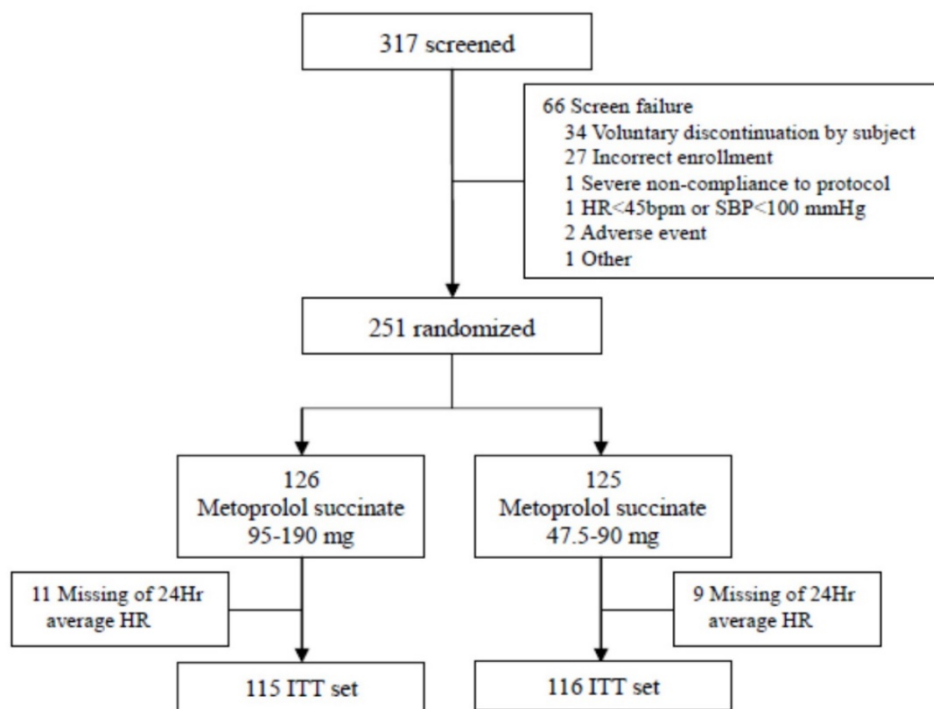 317 screened
66 Screen failure
34 Voluntary discontinuation by subject
27 Incorrect enrollment
1 Severe non-compliance to protocol
1 HR<45bpm or SBP<100 mmHg
2 Adverse event
1 Other
251 randomized
126
Metoprolol succinate
95-190 mg
125
Metoprolol succinate
47.5-90 mg
11 Missing of 24Hr
average HR
9 Missing of 24Hr
average HR
115 ITT set
116 ITT set